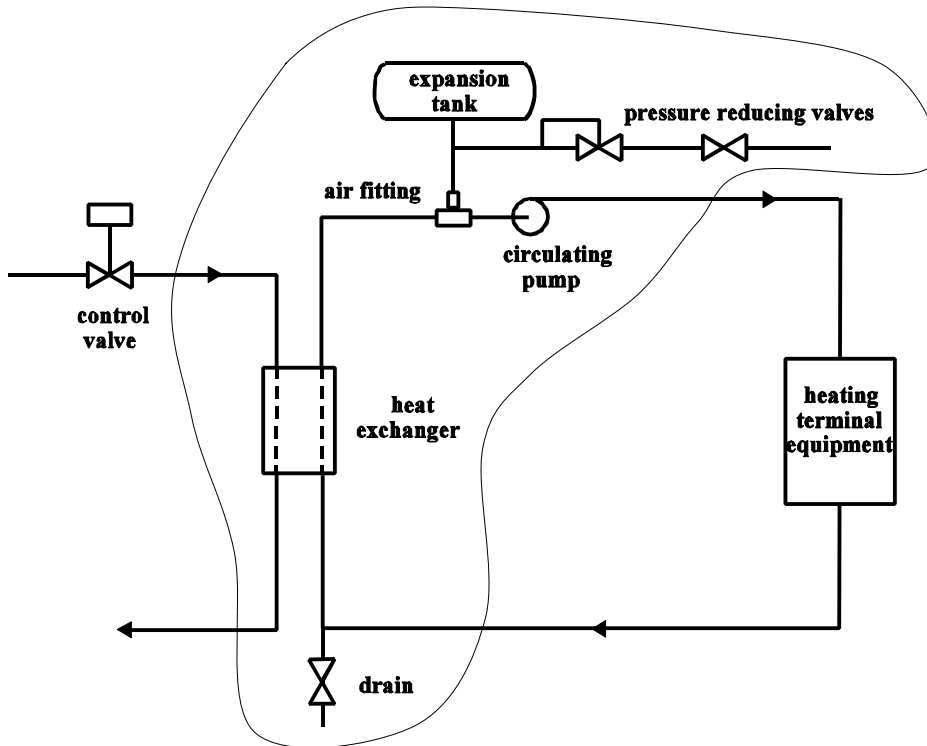 expansion
tank
pressure reducing valves
air fitting
circulating
pump
control
valve
heat
exchanger
heating
terminal
equipment
drain